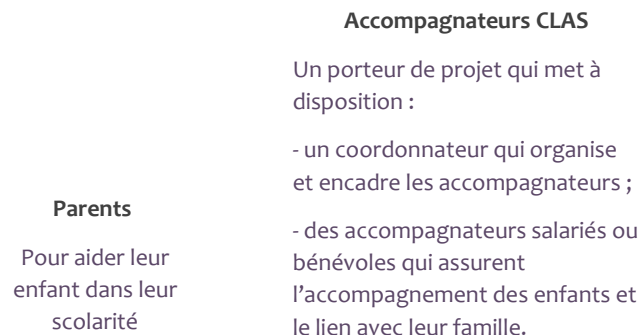 Accompagnateurs CLAS
Un porteur de projet qui met à
disposition :
- un coordonnateur qui organise
et encadre les accompagnateurs ;
- des accompagnateurs salariés ou
bénévoles qui assurent
l’accompagnement des enfants et
le lien avec leur famille.
Parents
Pour aider leur
enfant dans leur
scolarité